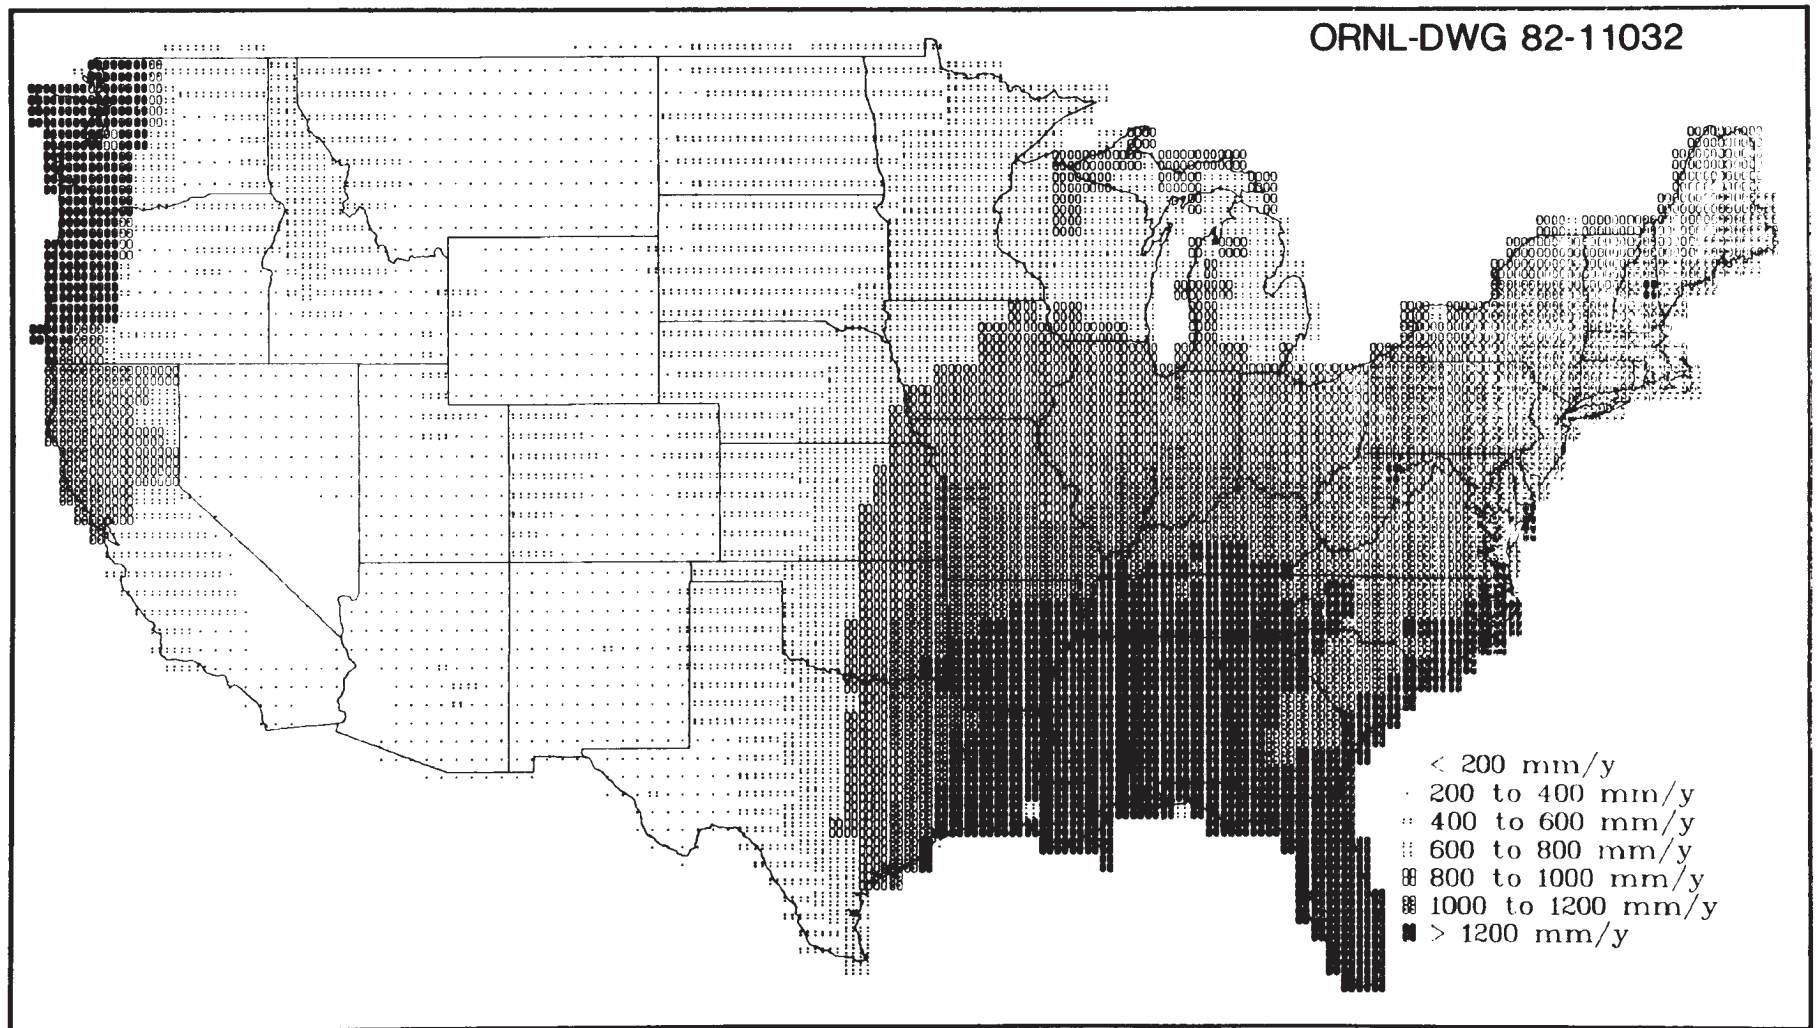 ORNL-DWG 82-11032
< 200 mm/y
200 to 400 mm/y
400 to 600 mm/y
600 to 800 mm/y
800 to 1000 mm/y
1000 to 1200 mm/y
> 1200 mm/y